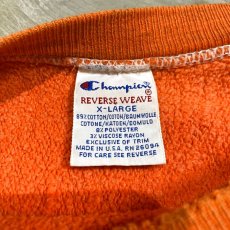 Champion
REVERSE WEAVE
X-LARGE
89% COTTON/COTON/BAUMWOLLE
COTONE/KATOEN/BOMULD
8% POLYESTER
3% VISCOSE RAYON
EXCLUSIVE OF TRIM
MADE IN U.S.A. RN 26094
FOR CARE SEE REVERSE